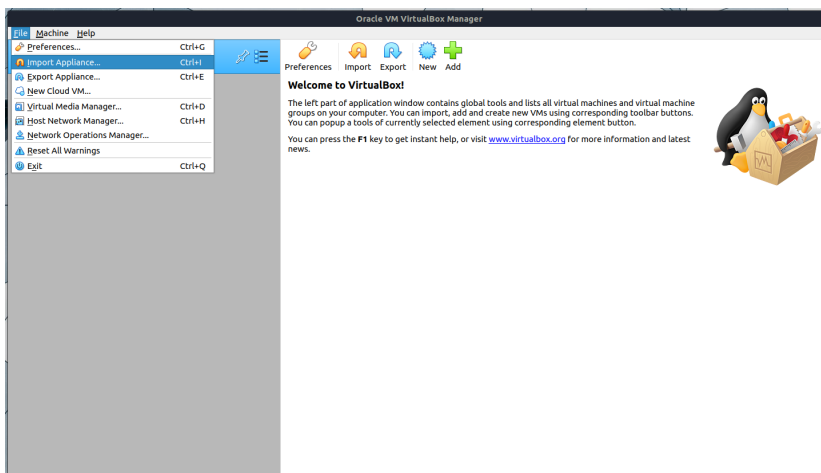 Oracle VM VirtualBox Manager
File Machine Help
Preferences... Ctrl+G
Import Appliance... Ctrl+I
Export Appliance... Ctrl+E
New Cloud VM...
Virtual Media Manager... Ctrl+D
Host Network Manager... Ctrl+H
Network Operations Manager...
Reset All Warnings
Exit Ctrl+Q
Preferences Import Export New Add
Welcome to VirtualBox!
The left part of application window contains global tools and lists all virtual machines and virtual machine
groups on your computer. You can import, add and create new VMs using corresponding toolbar buttons.
You can popup a tools of currently selected element using corresponding element button.
You can press the F1 key to get instant help, or visit www.virtualbox.org for more information and latest
news.
VM